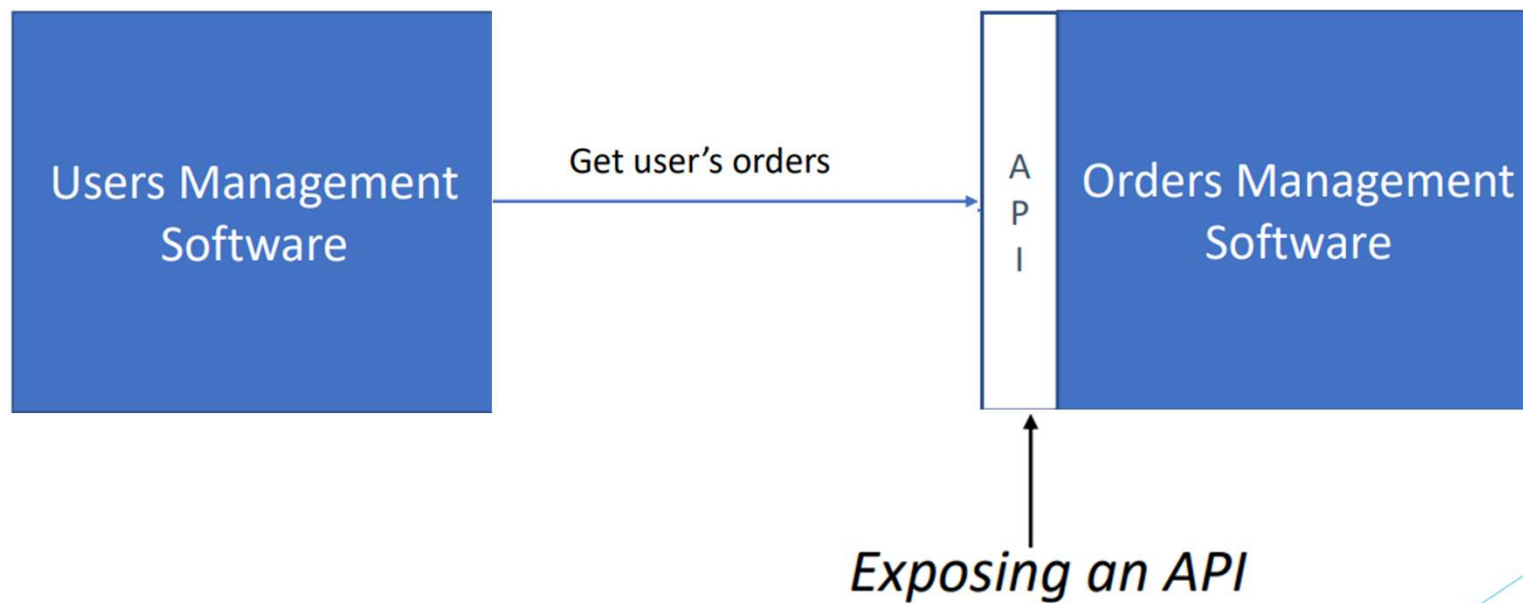 Users Management
Software
Get user’s orders
A
P
I
Orders Management
Software
Exposing an API